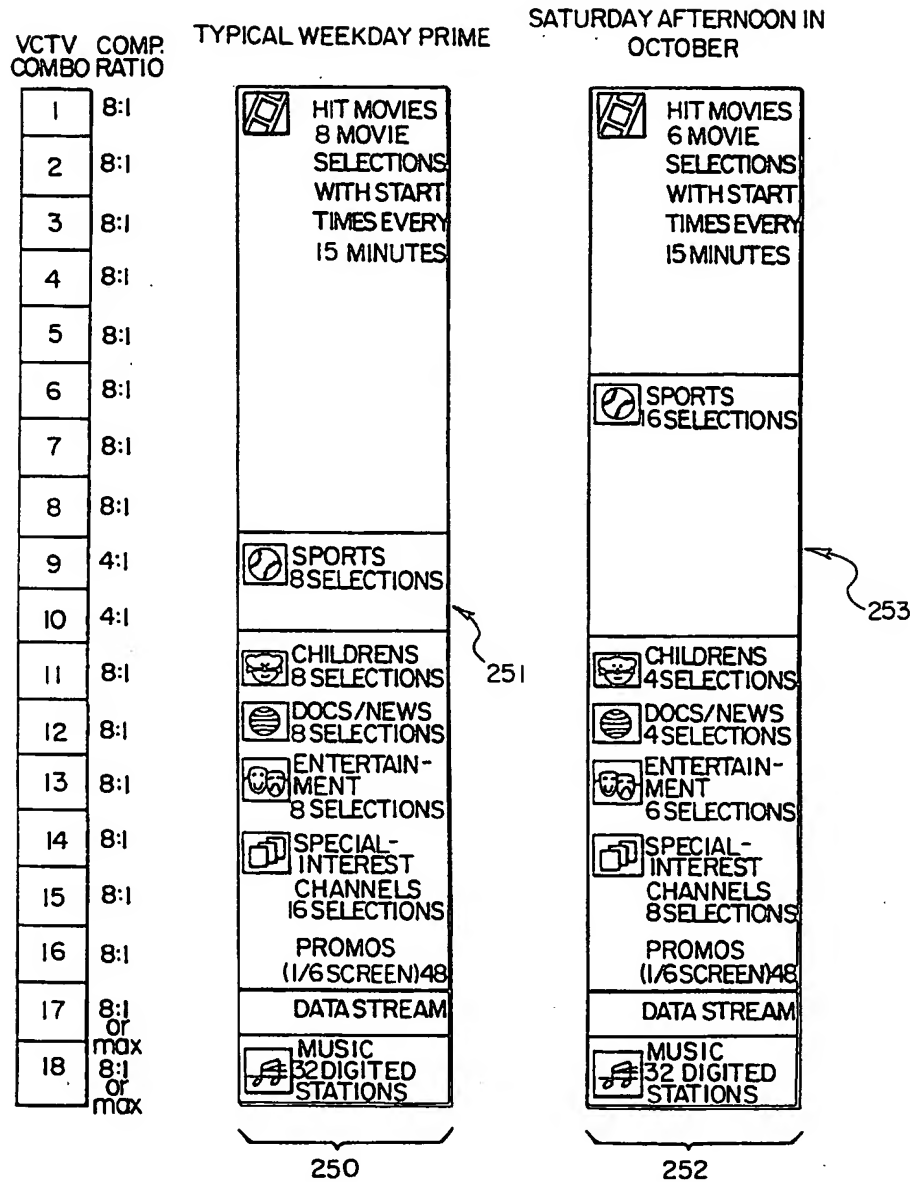 VCTV COMP.
COMBO RATIO
1 8:1
2 8:1
3 8:1
4 8:1
5 8:1
6 8:1
7 8:1
8 8:1
9 4:1
10 4:1
11 8:1
12 8:1
13 8:1
14 8:1
15 8:1
16 8:1
17 8:1
or
max
18 8:1
or
max
TYPICAL WEEKDAY PRIME
HIT MOVIES
8 MOVIE
SELECTIONS
WITH START
TIMES EVERY
15 MINUTES
SPORTS
8 SELECTIONS
251
CHILDRENS
8 SELECTIONS
DOCS/NEWS
8 SELECTIONS
ENTERTAIN-
MENT
8 SELECTIONS
SPECIAL-
INTEREST
CHANNELS
16 SELECTIONS
PROMOS
(1/6 SCREEN) 48
DATA STREAM
MUSIC
32 DIGITED
STATIONS
250
SATURDAY AFTERNOON IN
OCTOBER
HIT MOVIES
6 MOVIE
SELECTIONS
WITH START
TIMES EVERY
15 MINUTES
SPORTS
16 SELECTIONS
253
CHILDRENS
4 SELECTIONS
DOCS/NEWS
4 SELECTIONS
ENTERTAIN-
MENT
6 SELECTIONS
SPECIAL-
INTEREST
CHANNELS
8 SELECTIONS
PROMOS
(1/6 SCREEN) 48
DATA STREAM
MUSIC
32 DIGITED
STATIONS
252